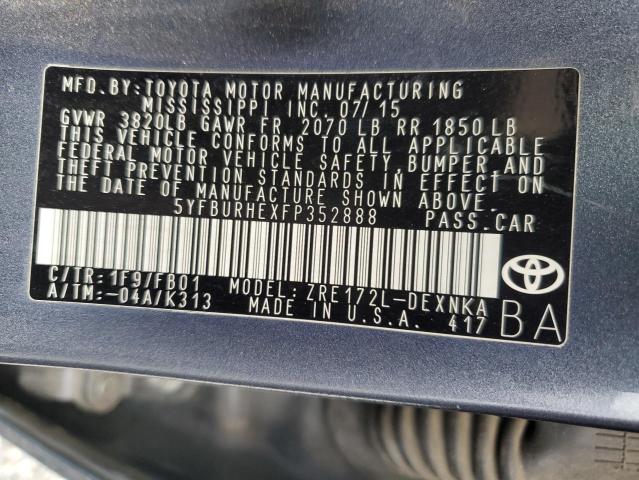 MFD.BY:TOYOTA MOTOR MANUFACTURING
MISSISSIPPI INC. 07/15
GVWR 3820LB GAWR FR 2070 LB RR 1850 LB
THIS VEHICLE CONFORMS TO ALL APPLICABLE
FEDERAL MOTOR VEHICLE SAFETY, BUMPER, AND
THEFT PREVENTION STANDARDS IN EFFECT ON
THE DATE OF MANUFACTURE SHOWN ABOVE.
5YFBURHEXFP352888 PASS.CAR
C/TR:1F9/FB01 MODEL:ZRE172L-DEXNKA
A/TM:-04A/K313 MADE IN U.S.A. 417
BA